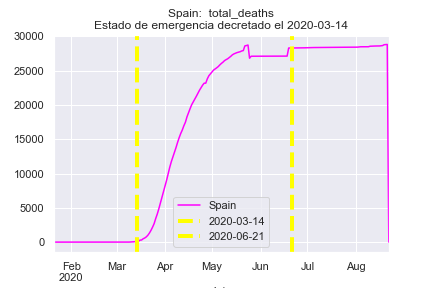 Spain:  total_deaths
Estado de emergencia decretado el 2020-03-14
30000
25000
20000
15000
10000
5000
0
Spain
2020-03-14
2020-06-21
Feb
2020
Mar
Apr
May
Jun
Jul
Aug